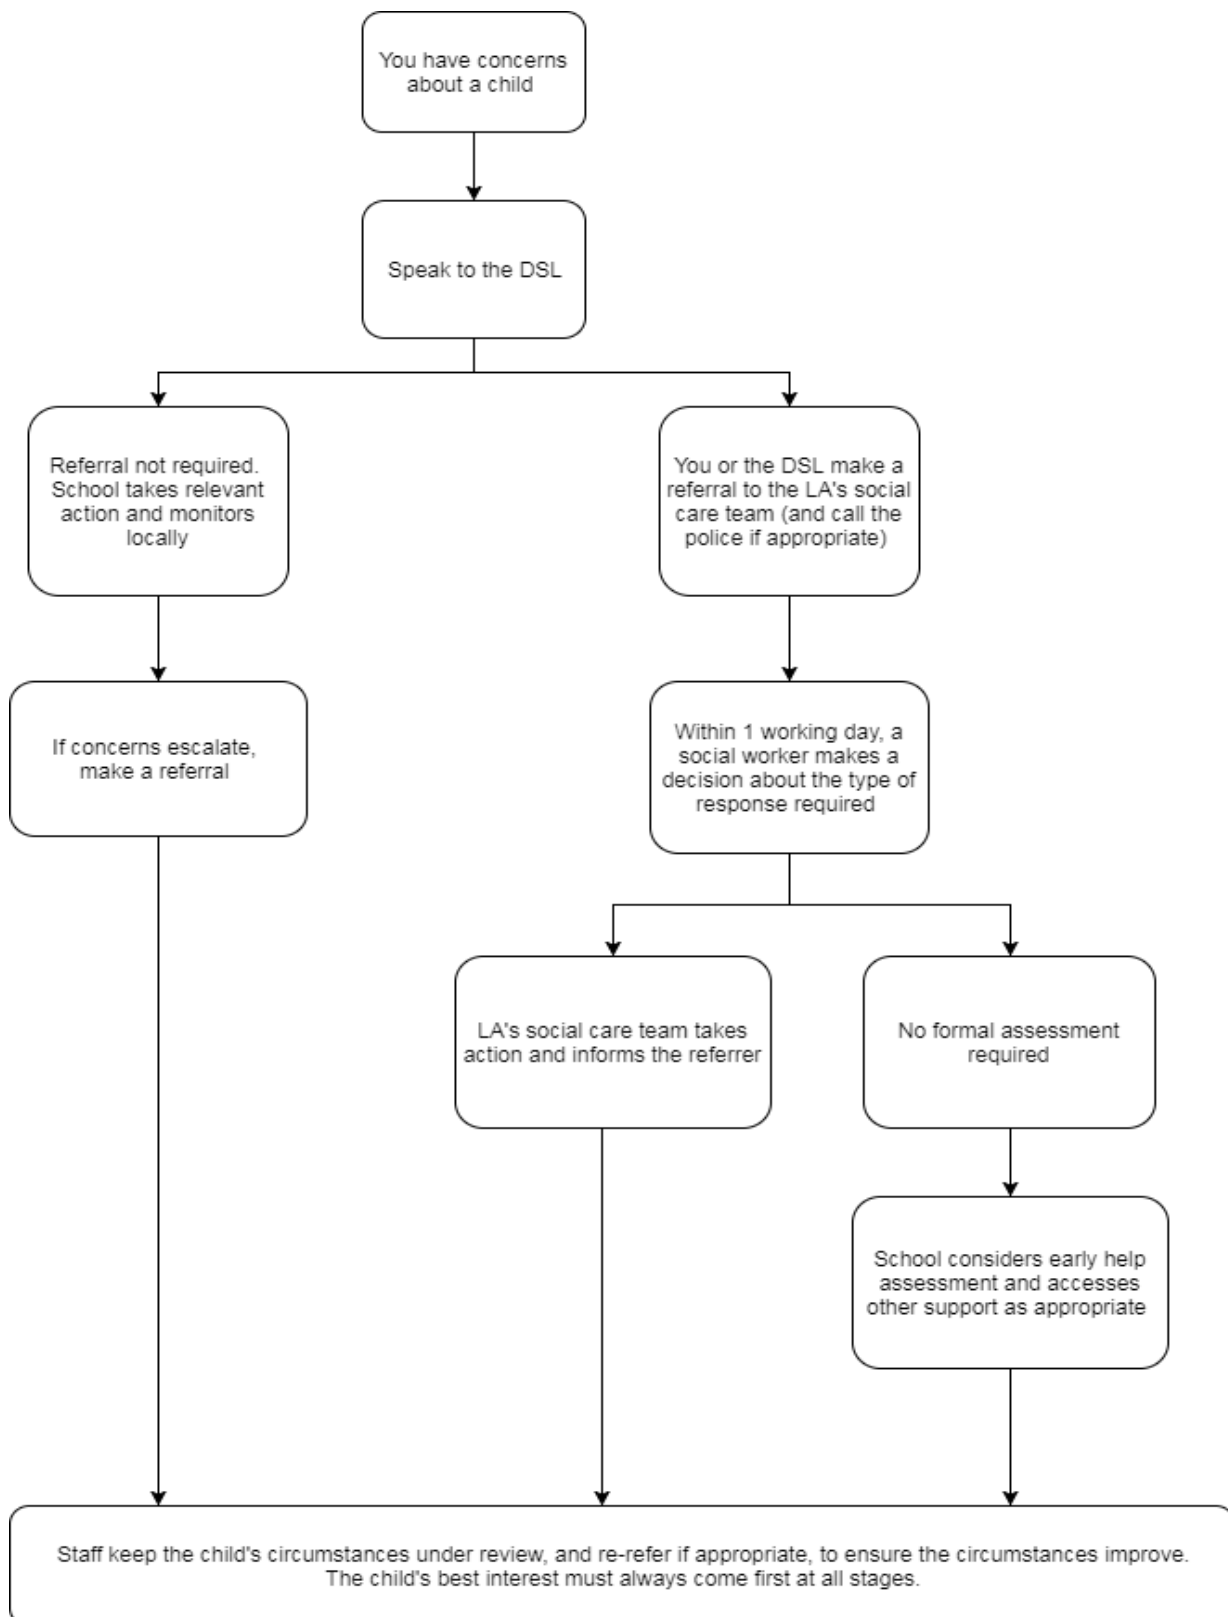 You have concerns
about a child
Speak to the DSL
Referral not required.
School takes relevant
action and monitors
locally
You or the DSL make a
referral to the LA's social
care team (and call the
police if appropriate)
If concerns escalate,
make a referral
Within 1 working day, a
social worker makes a
decision about the type of
response required
LA's social care team takes
action and informs the referrer
No formal assessment
required
School considers early help
assessment and accesses
other support as appropriate
Staff keep the child's circumstances under review, and re-refer if appropriate, to ensure the circumstances improve.
The child's best interest must always come first at all stages.